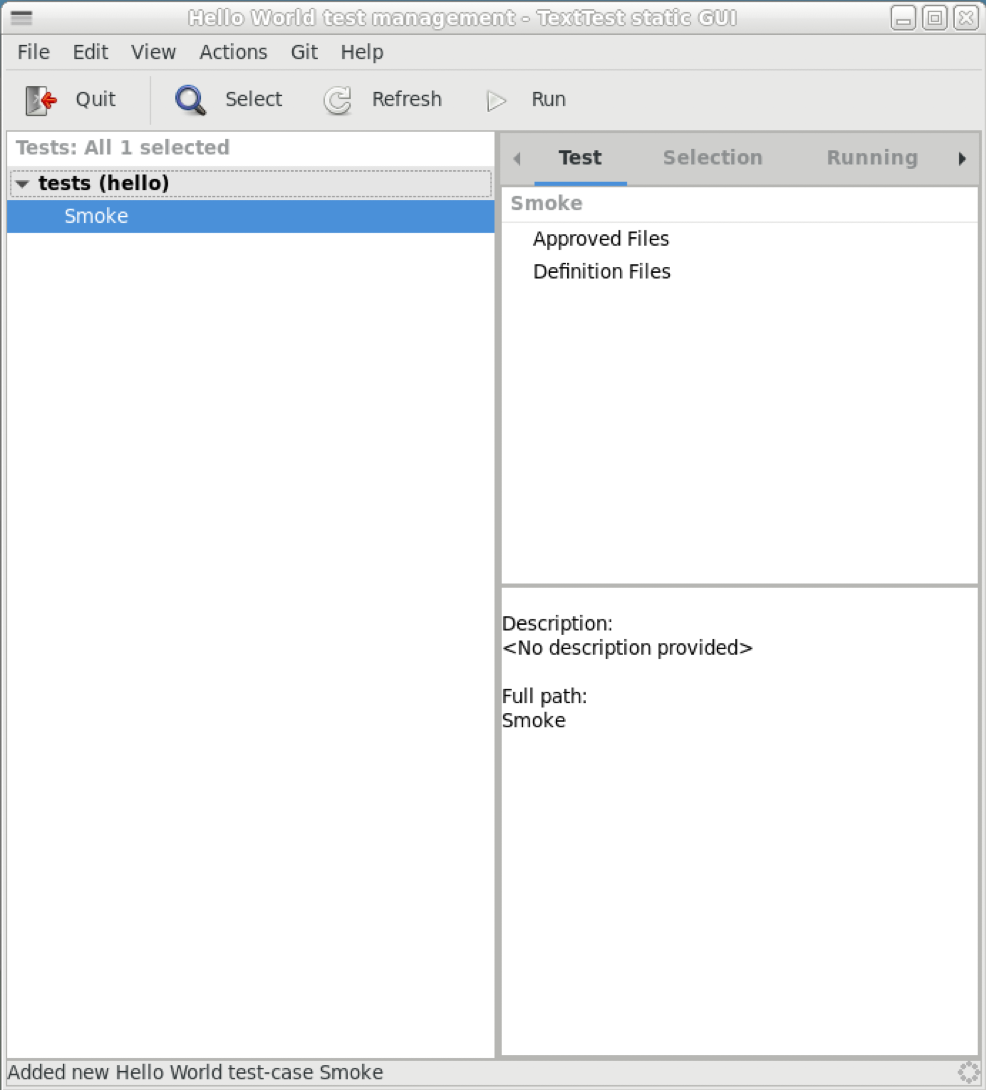 Hello World test management - TextTest static GUI
File Edit View Actions Git Help
Quit Select Refresh Run
Tests: All 1 selected
tests (hello)
Smoke
Test Selection Running
Smoke
Approved Files
Definition Files
Description:
<No description provided>
Full path:
Smoke
Added new Hello World test-case Smoke